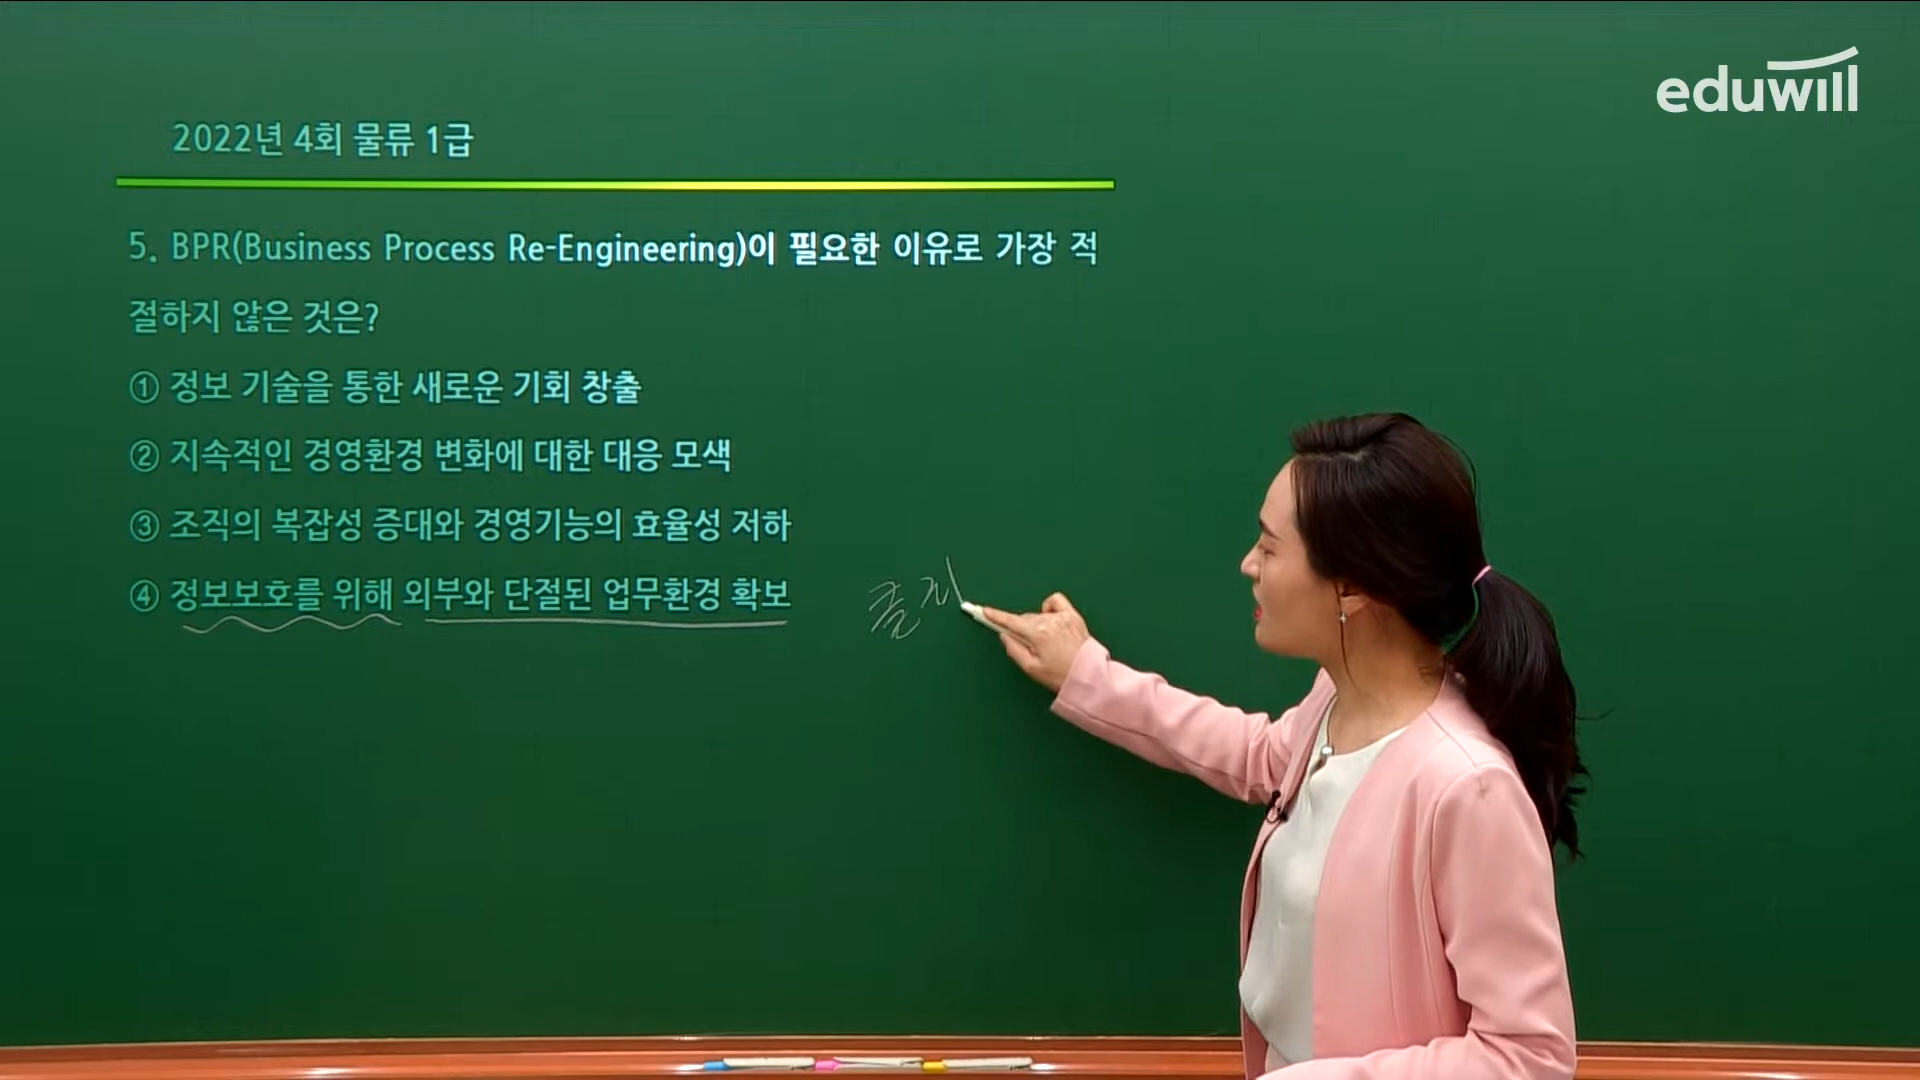 eduwill
2022년 4회 물류 1급
5. BPR(Business Process Re-Engineering)이 필요한 이유로 가장 적
절하지 않은 것은?
① 정보 기술을 통한 새로운 기회 창출
② 지속적인 경영환경 변화에 대한 대응 모색
③ 조직의 복잡성 증대와 경영기능의 효율성 저하
④ 정보보호를 위해 외부와 단절된 업무환경 확보